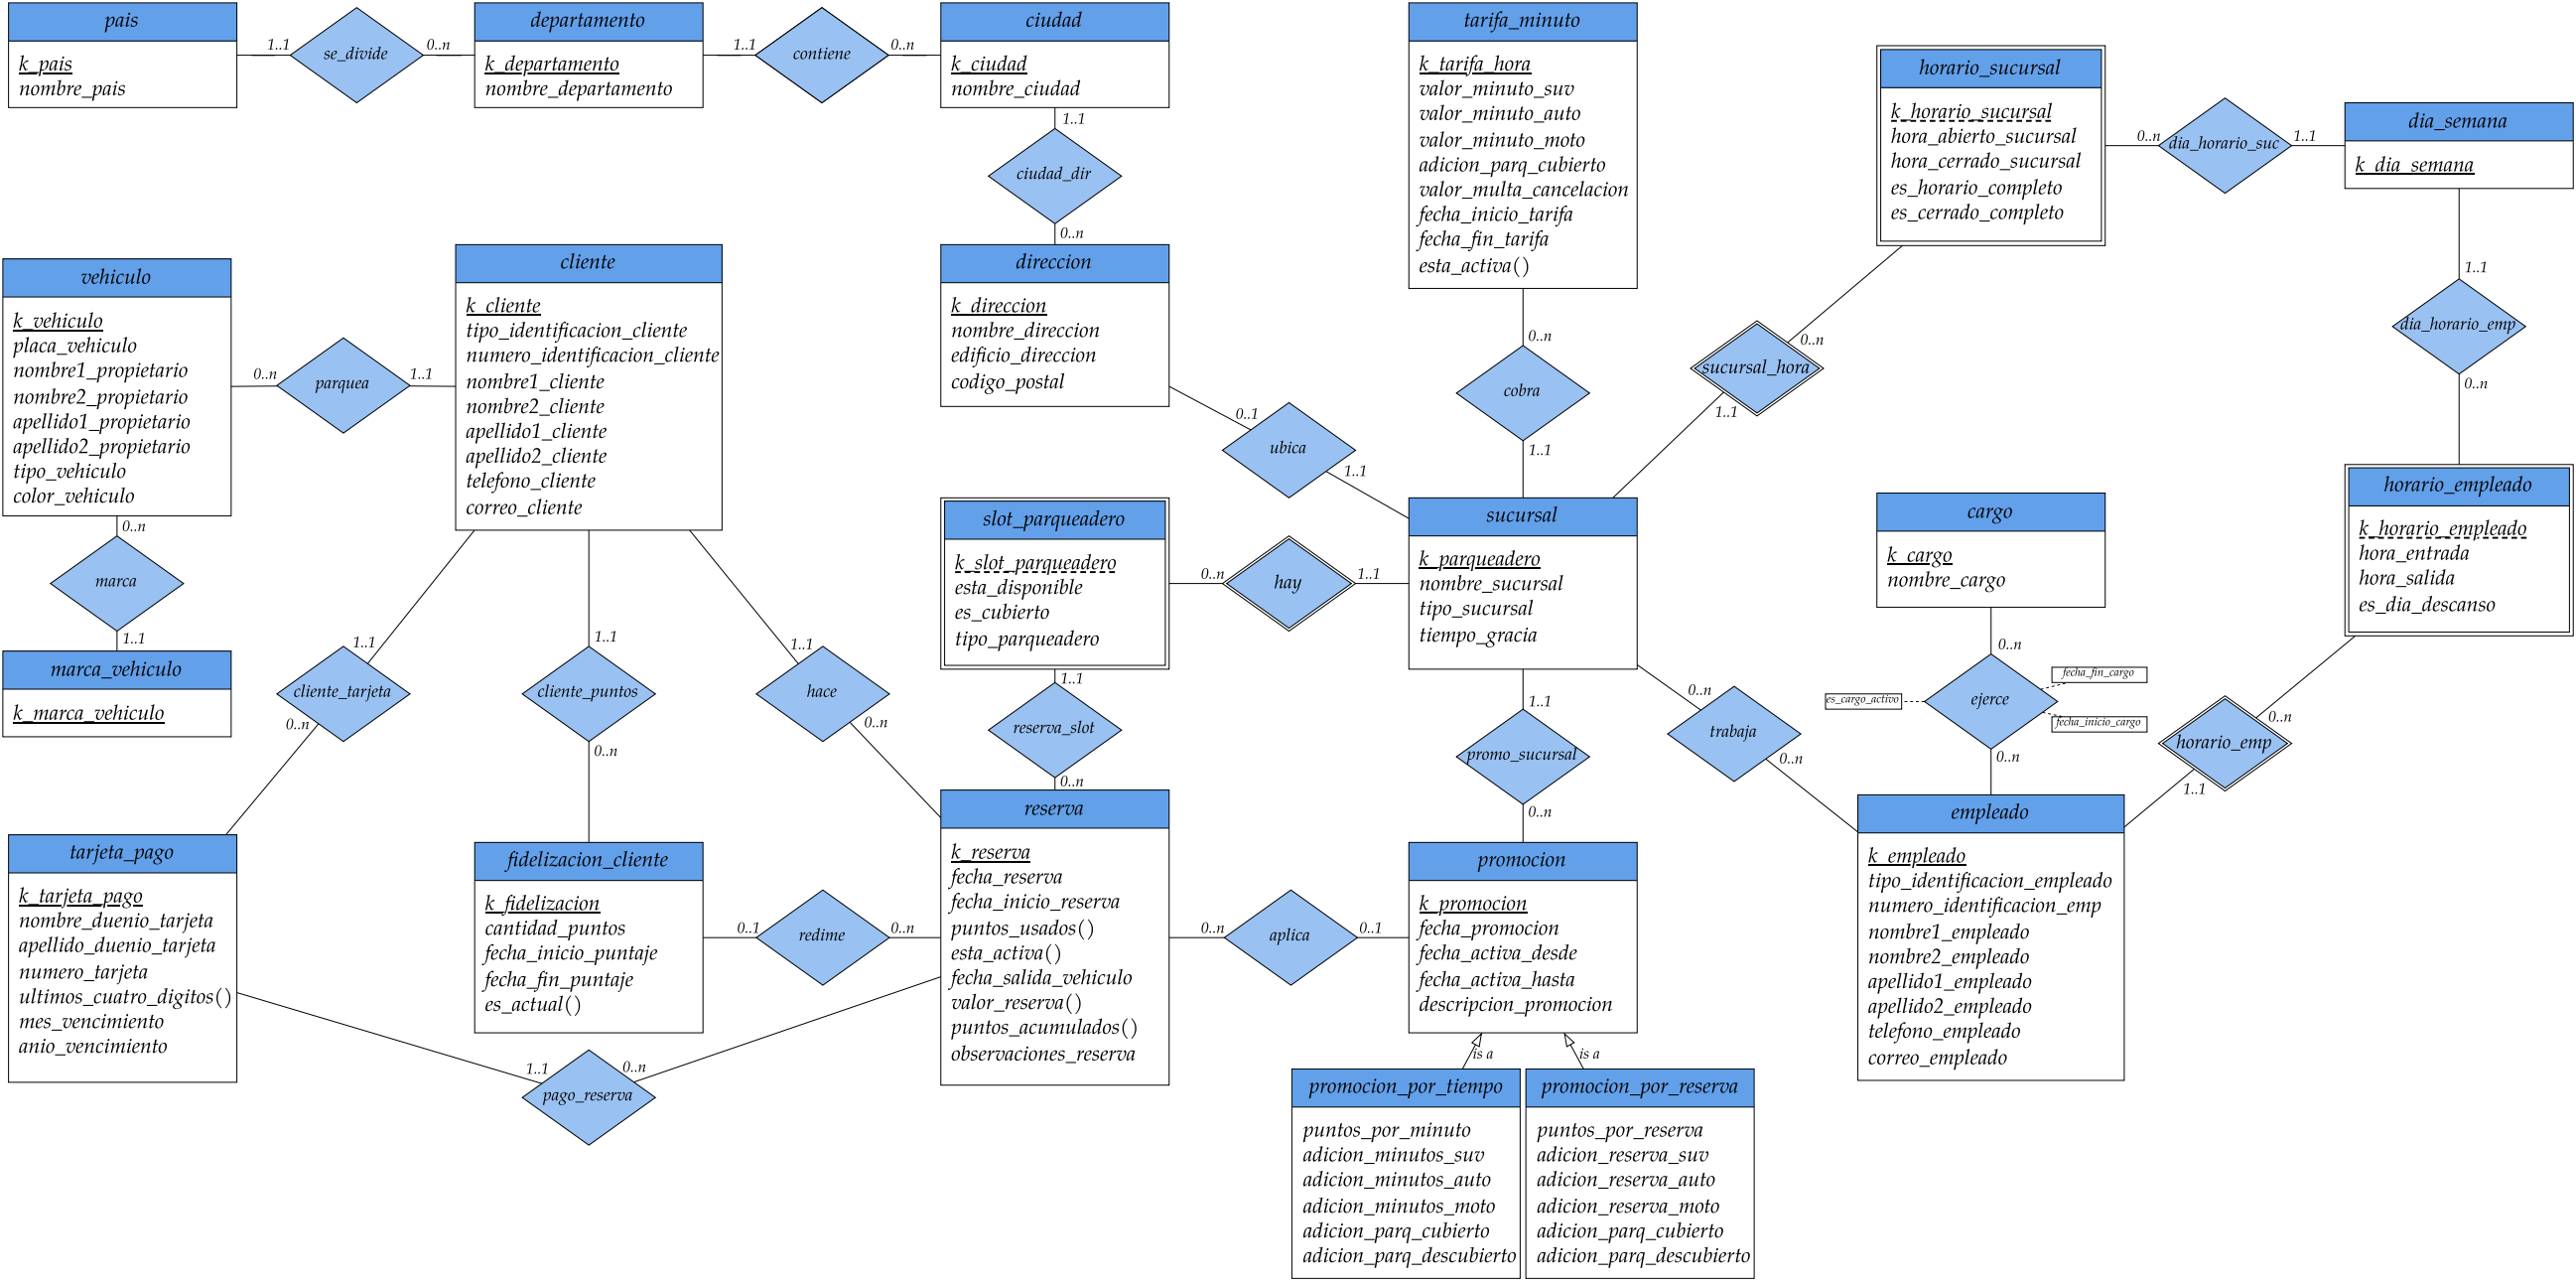 pais
k_pais
nombre_pais
1..1
se_divide
0..n
departamento
k_departamento
nombre_departamento
1..1
contiene
0..n
ciudad
k_ciudad
nombre_ciudad
1..1
ciudad_dir
0..n
direccion
k_direccion
nombre_direccion
edificio_direccion
codigo_postal
0..1
ubica
1..1
tarifa_minuto
k_tarifa_hora
valor_minuto_suv
valor_minuto_auto
valor_minuto_moto
adicion_parq_cubierto
valor_multa_cancelacion
fecha_inicio_tarifa
fecha_fin_tarifa
esta_activa()
0..n
cobra
1..1
horario_sucursal
k_horario_sucursal
hora_abierto_sucursal
hora_cerrado_sucursal
es_horario_completo
es_cerrado_completo
0..n
dia_horario_suc
1..1
dia_semana
k_dia_semana
0..n
sucursal_hora
1..1
1..1
dia_horario_emp
0..n
vehiculo
k_vehiculo
placa_vehiculo
nombre1_propietario
nombre2_propietario
apellido1_propietario
apellido2_propietario
tipo_vehiculo
color_vehiculo
0..n
parquea
1..1
cliente
k_cliente
tipo_identificacion_cliente
numero_identificacion_cliente
nombre1_cliente
nombre2_cliente
apellido1_cliente
apellido2_cliente
telefono_cliente
correo_cliente
0..n
marca
1..1
marca_vehiculo
k_marca_vehiculo
1..1
cliente_tarjeta
0..n
1..1
cliente_puntos
0..n
1..1
hace
0..n
slot_parqueadero
k_slot_parqueadero
esta_disponible
es_cubierto
tipo_parqueadero
0..n
hay
1..1
sucursal
k_parqueadero
nombre_sucursal
tipo_sucursal
tiempo_gracia
1..1
reserva_slot
0..n
1..1
promo_sucursal
0..n
0..n
trabaja
0..n
cargo
k_cargo
nombre_cargo
0..n
ejerce
0..n
es_cargo_activo
fecha_fin_cargo
fecha_inicio_cargo
horario_empleado
k_horario_empleado
hora_entrada
hora_salida
es_dia_descanso
0..n
horario_emp
1..1
tarjeta_pago
k_tarjeta_pago
nombre_duenio_tarjeta
apellido_duenio_tarjeta
numero_tarjeta
ultimos_cuatro_digitos()
mes_vencimiento
anio_vencimiento
fidelizacion_cliente
k_fidelizacion
cantidad_puntos
fecha_inicio_puntaje
fecha_fin_puntaje
es_actual()
0..1
redime
0..n
reserva
k_reserva
fecha_reserva
fecha_inicio_reserva
puntos_usados()
esta_activa()
fecha_salida_vehiculo
valor_reserva()
puntos_acumulados()
observaciones_reserva
0..n
aplica
0..1
promocion
k_promocion
fecha_promocion
fecha_activa_desde
fecha_activa_hasta
descripcion_promocion
empleado
k_empleado
tipo_identificacion_empleado
numero_identificacion_emp
nombre1_empleado
nombre2_empleado
apellido1_empleado
apellido2_empleado
telefono_empleado
correo_empleado
1..1
pago_reserva
0..n
is a
is a
promocion_por_tiempo
puntos_por_minuto
adicion_minutos_suv
adicion_minutos_auto
adicion_minutos_moto
adicion_parq_cubierto
adicion_parq_descubierto
promocion_por_reserva
puntos_por_reserva
adicion_reserva_suv
adicion_reserva_auto
adicion_reserva_moto
adicion_parq_cubierto
adicion_parq_descubierto